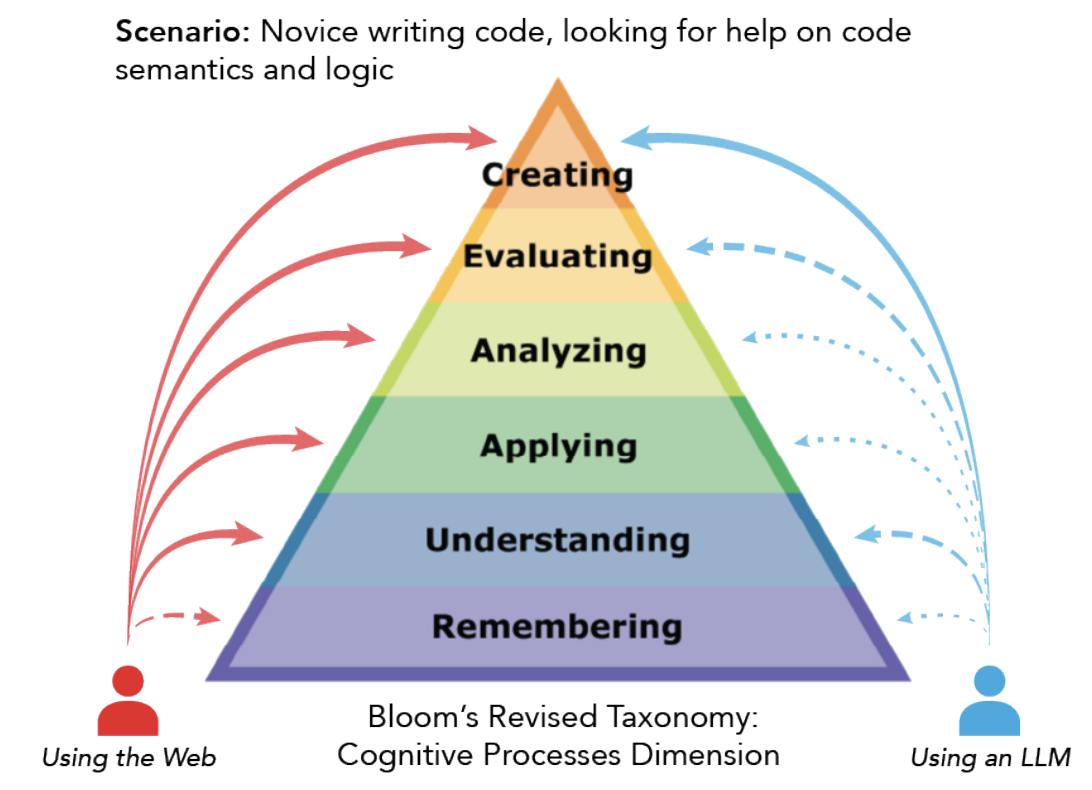 Scenario: Novice writing code, looking for help on code
semantics and logic
Creating
Evaluating
Analyzing
Applying
Understanding
Remembering
Using the Web
Bloom's Revised Taxonomy:
Cognitive Processes Dimension
Using an LLM